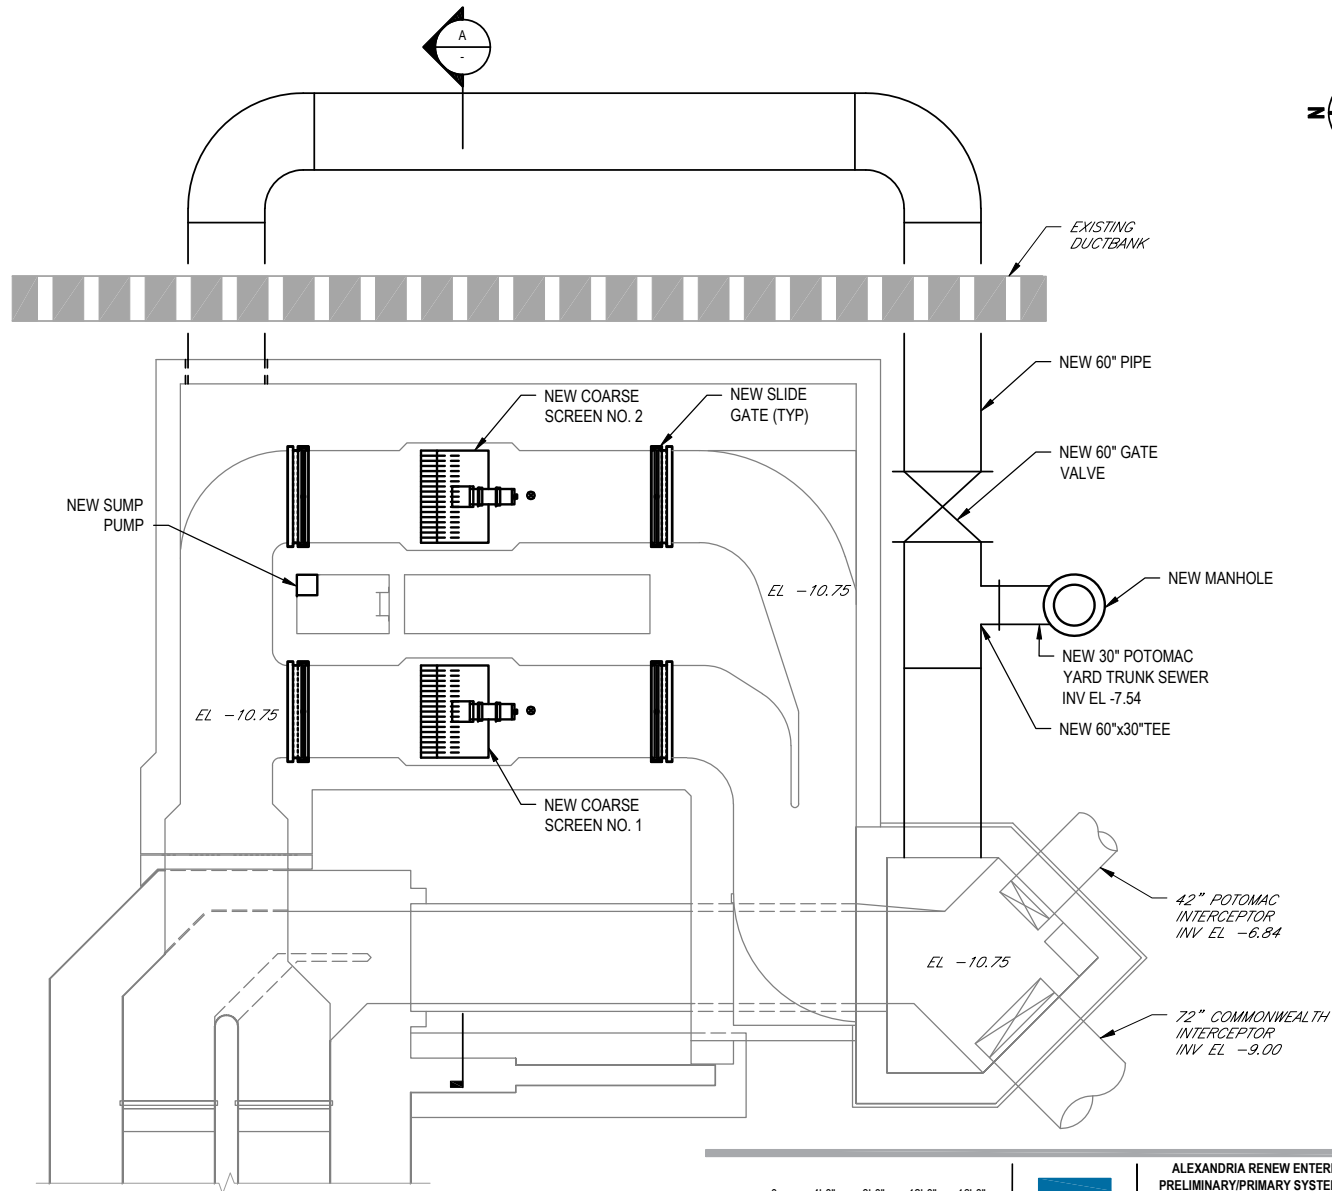 A
-
N
EXISTING
DUCTBANK
NEW 60" PIPE
NEW COARSE
SCREEN NO. 2
NEW SLIDE
GATE (TYP)
NEW 60" GATE
VALVE
NEW SUMP
PUMP
NEW MANHOLE
EL -10.75
NEW 30" POTOMAC
YARD TRUNK SEWER
INV EL -7.54
EL -10.75
NEW 60"x30"TEE
NEW COARSE
SCREEN NO. 1
42" POTOMAC
INTERCEPTOR
INV EL -6.84
EL -10.75
72" COMMONWEALTH
INTERCEPTOR
INV EL -9.00
ALEXANDRIA RENEW ENTER
PRELIMINARY/PRIMARY SYSTEM